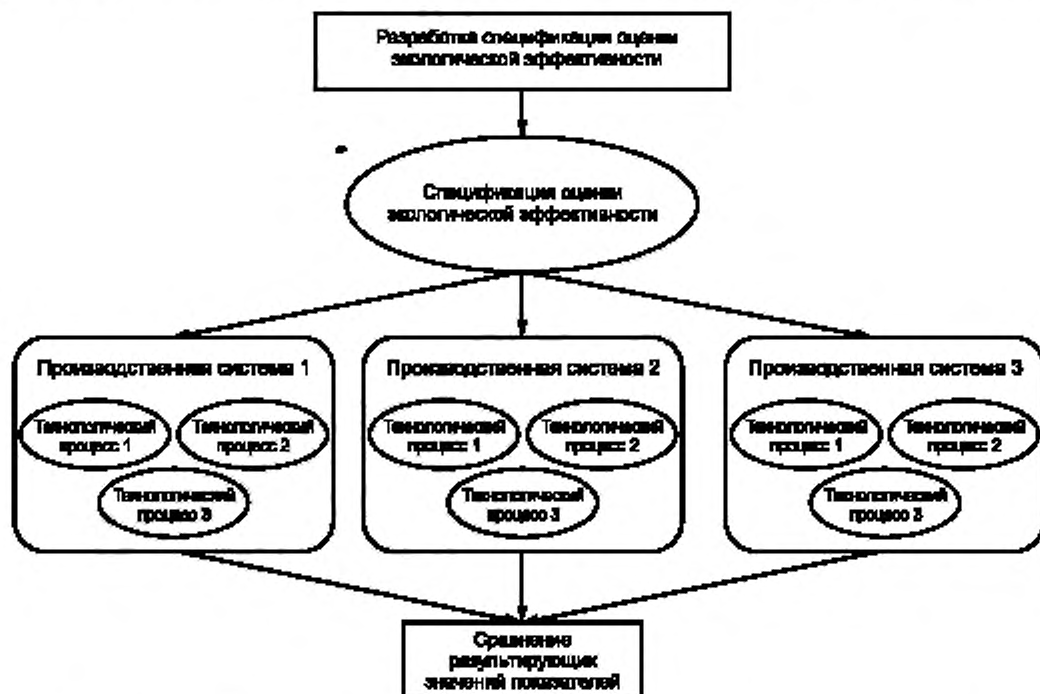 Разработка спецификации оценки
экологической эффективности
Спецификация оценки
экологической эффективности
Производственная система 1
Технологический
процесс 1
Технологический
процесс 2
Технологический
процесс 3
Производственная система 2
Технологический
процесс 1
Технологический
процесс 2
Технологический
процесс 3
Производственная система 3
Технологический
процесс 1
Технологический
процесс 2
Технологический
процесс 3
Сравнение
результирующих
значений показателей